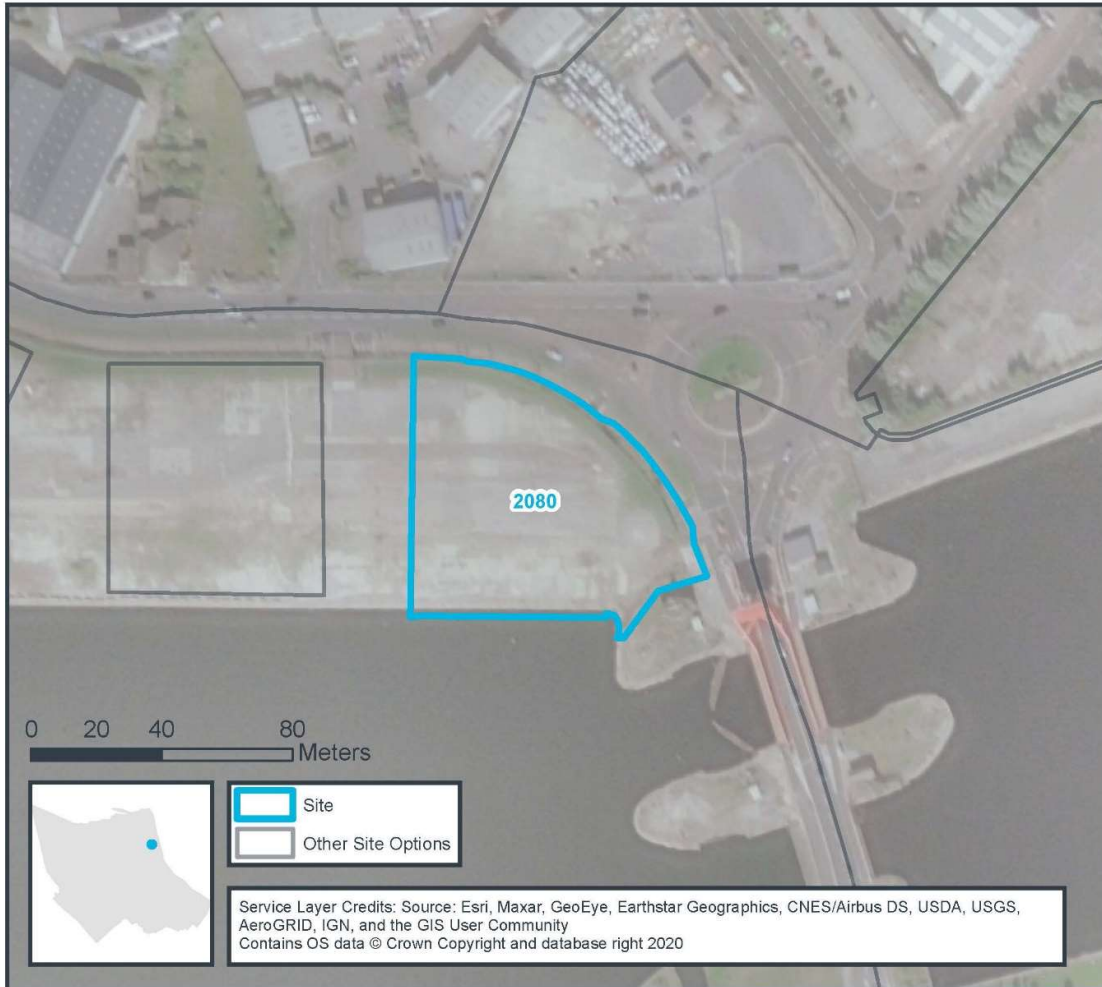 2080
0 20 40 80
Meters
Site
Other Site Options
Service Layer Credits: Source: Esri, Maxar, GeoEye, Earthstar Geographics, CNES/Airbus DS, USDA, USGS,
AeroGRID, IGN, and the GIS User Community
Contains OS data © Crown Copyright and database right 2020